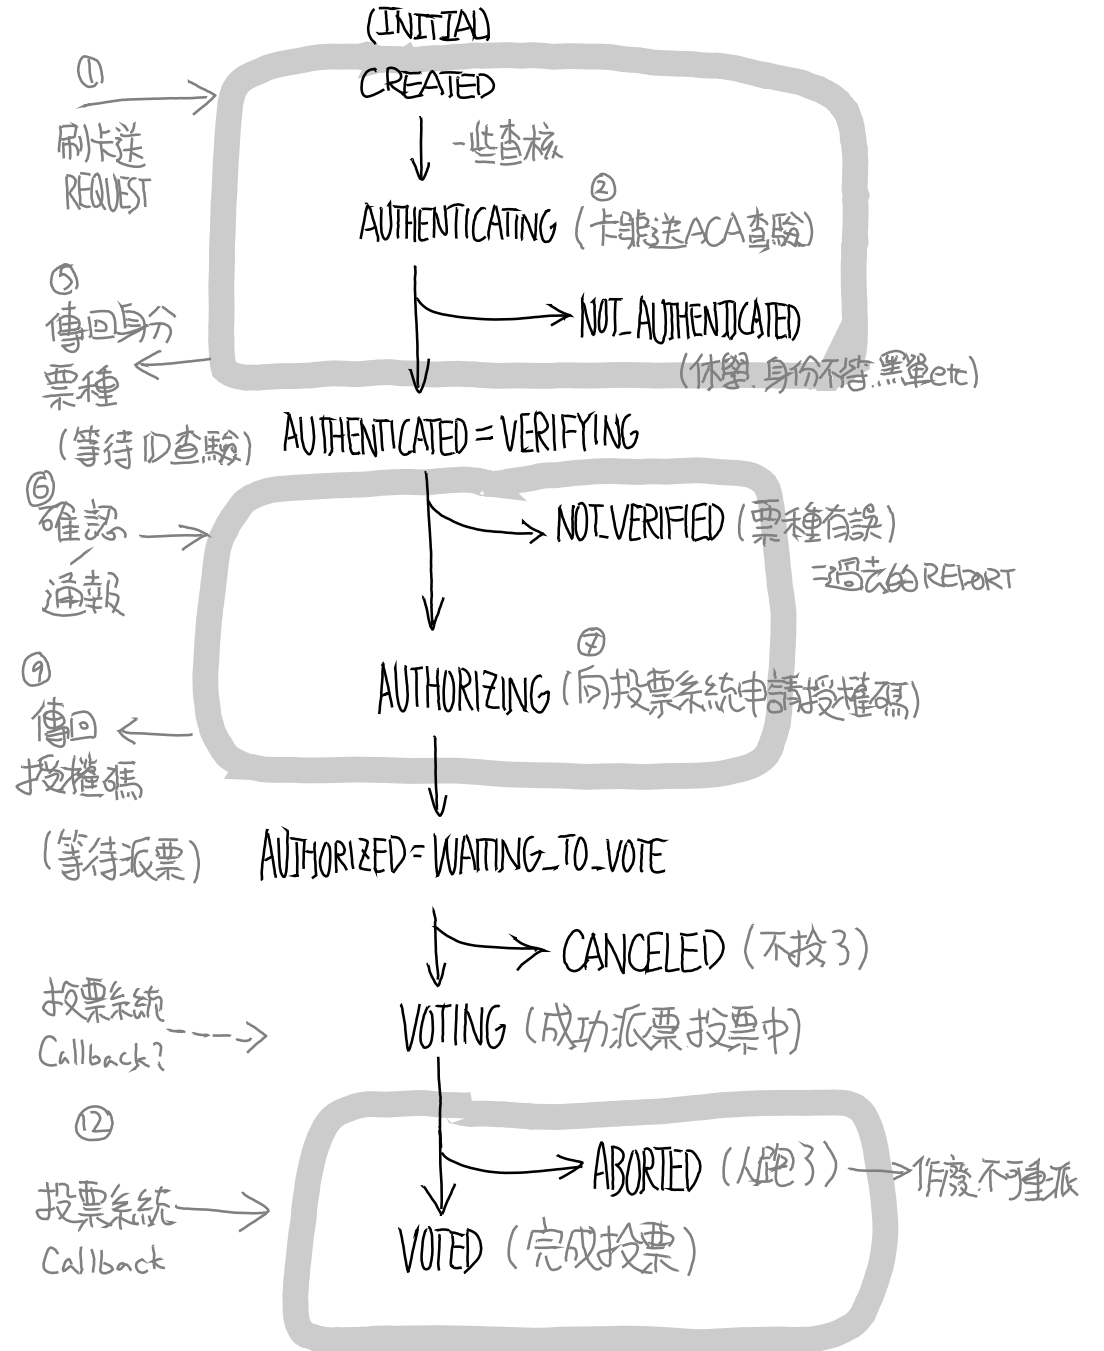 (INITIAL)
CREATED
①
刷卡送
REQUEST
一些查核
②
AUTHENTICATING (卡號送ACA查驗)
⑤
傳回身分
票種
(等待ID查驗)
NOT_AUTHENTICATED
(休學.身份不符.黑單etc)
AUTHENTICATED = VERIFYING
⑥
確認
/
通報
NOT_VERIFIED (票種有誤)
=過去的REPORT
⑦
AUTHORIZING (向投票系統申請授權碼)
⑨
傳回
授權碼
(等待派票)
AUTHORIZED = WAITING_TO_VOTE
CANCELED (不投了)
投票系統
Callback?
VOTING (成功派票.投票中)
⑫
投票系統
Callback
ABORTED (人跑了)
作廢.不可重派
VOTED (完成投票)